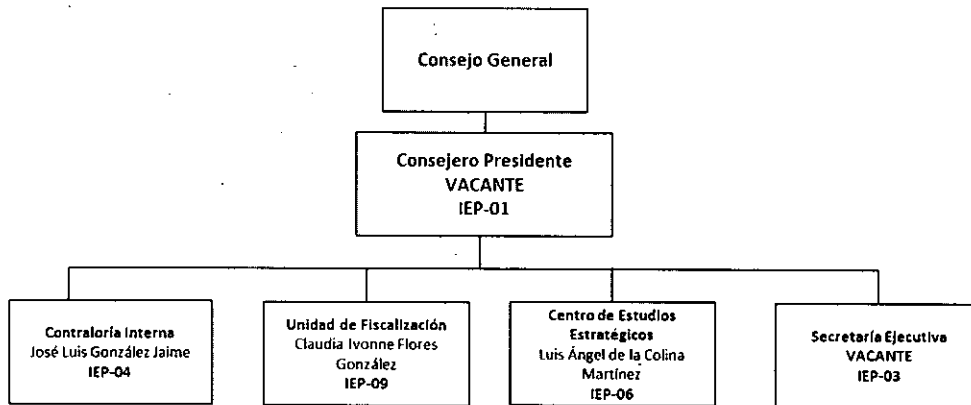 Consejo General
Consejero Presidente
VACANTE
IEP-01
Contraloría Interna
José Luis González Jaime
IEP-04
Unidad de Fiscalización
Claudia Ivonne Flores
González
IEP-09
Centro de Estudios
Estratégicos
Luis Ángel de la Colina
Martínez
IEP-06
Secretaría Ejecutiva
VACANTE
IEP-03